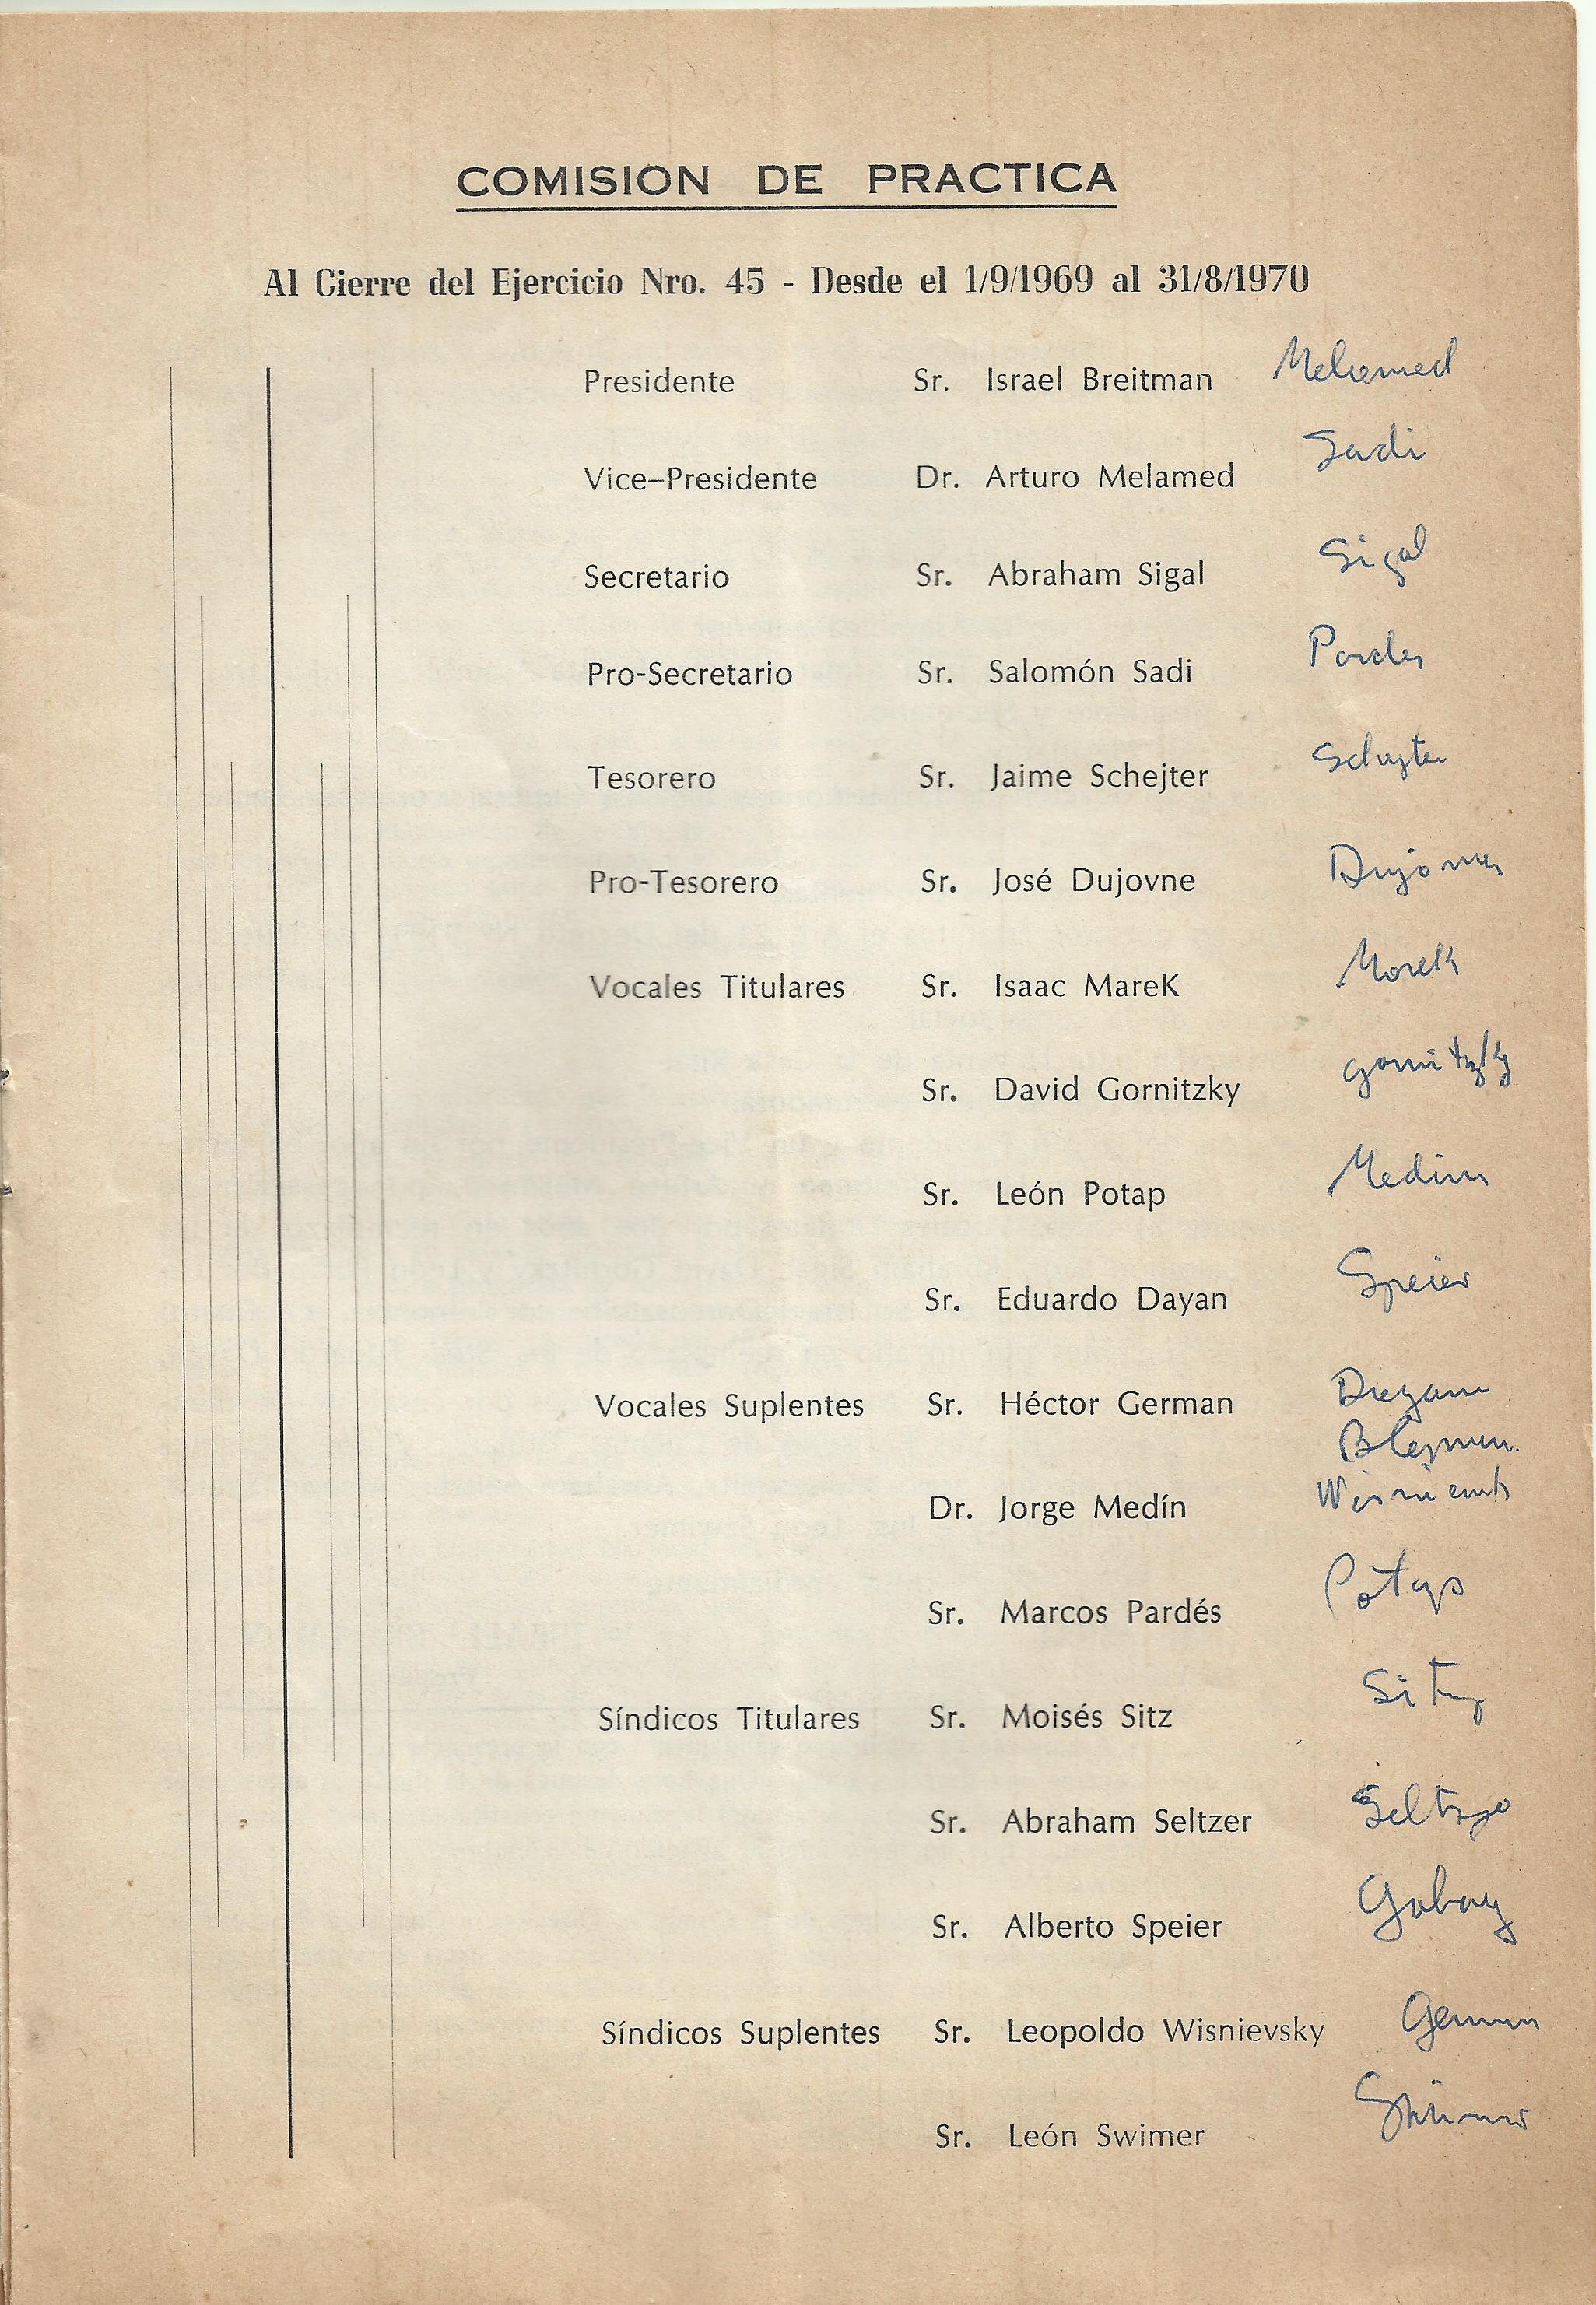 COMISION DE PRACTICA
Al Cierre del Ejercicio Nro. 45 - Desde el 1/9/1969 al 31/8/1970
Presidente Sr. Israel Breitman Melamed
Vice-Presidente Dr. Arturo Melamed Sadi
Secretario Sr. Abraham Sigal Sigal
Pro-Secretario Sr. Salomón Sadi Pardes
Tesorero Sr. Jaime Schejter Schejter
Pro-Tesorero Sr. José Dujovne Dujovne
Vocales Titulares Sr. Isaac MareK Marek
Sr. David Gornitzky Gornitzky
Sr. León Potap Medin
Sr. Eduardo Dayan Speier
Vocales Suplentes Sr. Héctor German
Dr. Jorge Medín
Sr. Marcos Pardés Potap
Síndicos Titulares Sr. Moisés Sitz Sitz
Sr. Abraham Seltzer Seltzer
Sr. Alberto Speier Gabay
Síndicos Suplentes Sr. Leopoldo Wisnievsky German
Sr. León Swimer